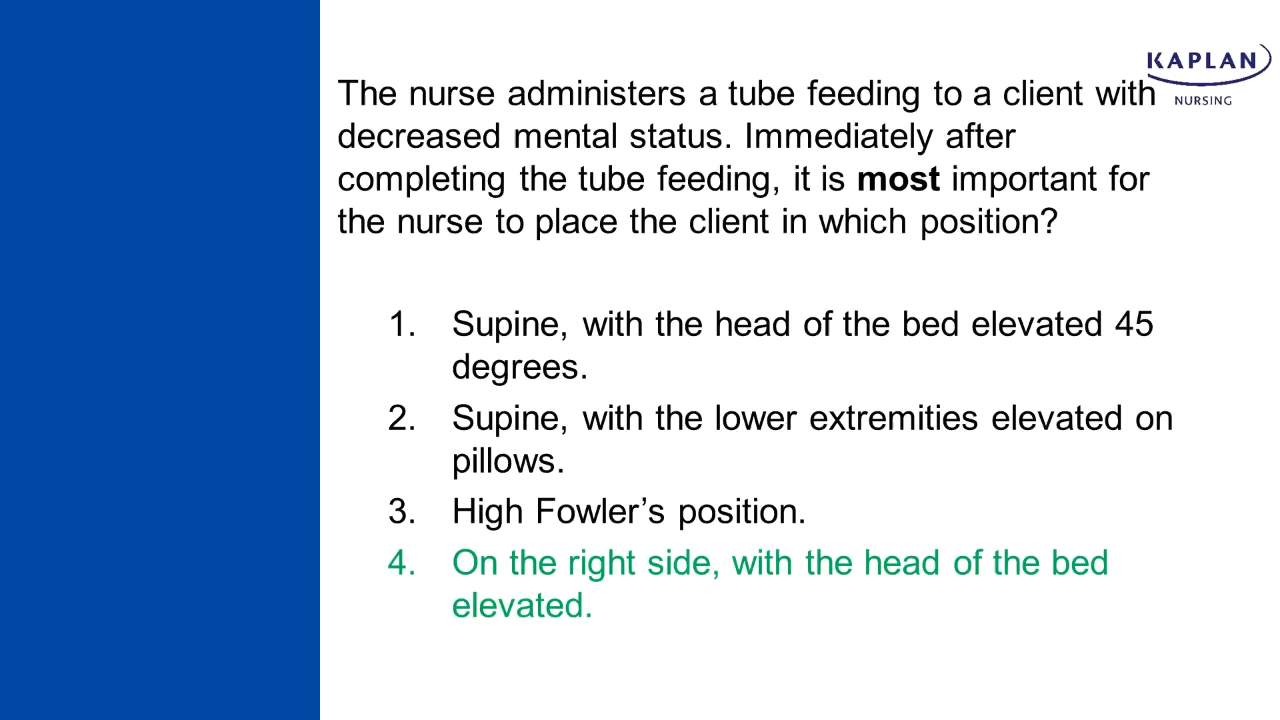 KAPLAN
NURSING
The nurse administers a tube feeding to a client with
decreased mental status. Immediately after
completing the tube feeding, it is most important for
the nurse to place the client in which position?
1. Supine, with the head of the bed elevated 45
degrees.
2. Supine, with the lower extremities elevated on
pillows.
3. High Fowler’s position.
4. On the right side, with the head of the bed
elevated.